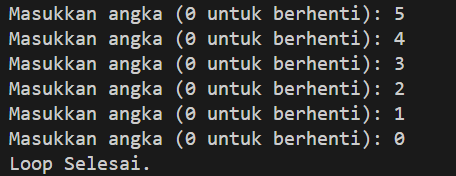 Masukkan angka (0 untuk berhenti): 5
Masukkan angka (0 untuk berhenti): 4
Masukkan angka (0 untuk berhenti): 3
Masukkan angka (0 untuk berhenti): 2
Masukkan angka (0 untuk berhenti): 1
Masukkan angka (0 untuk berhenti): 0
Loop Selesai.